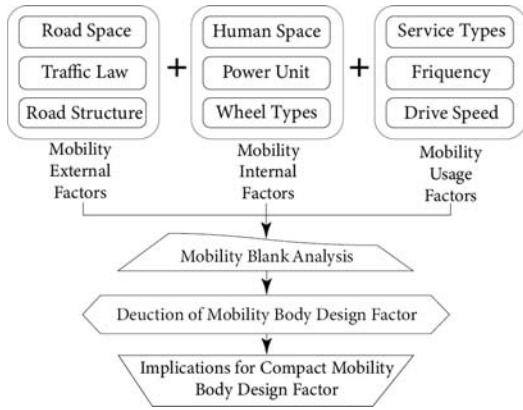 Road Space
Traffic Law
Road Structure
Mobility
External
Factors
+
Human Space
Power Unit
Wheel Types
Mobility
Internal
Factors
+
Service Types
Friquency
Drive Speed
Mobility
Usage
Factors
Mobility Blank Analysis
Deuction of Mobility Body Design Factor
Implications for Compact Mobility
Body Design Factor